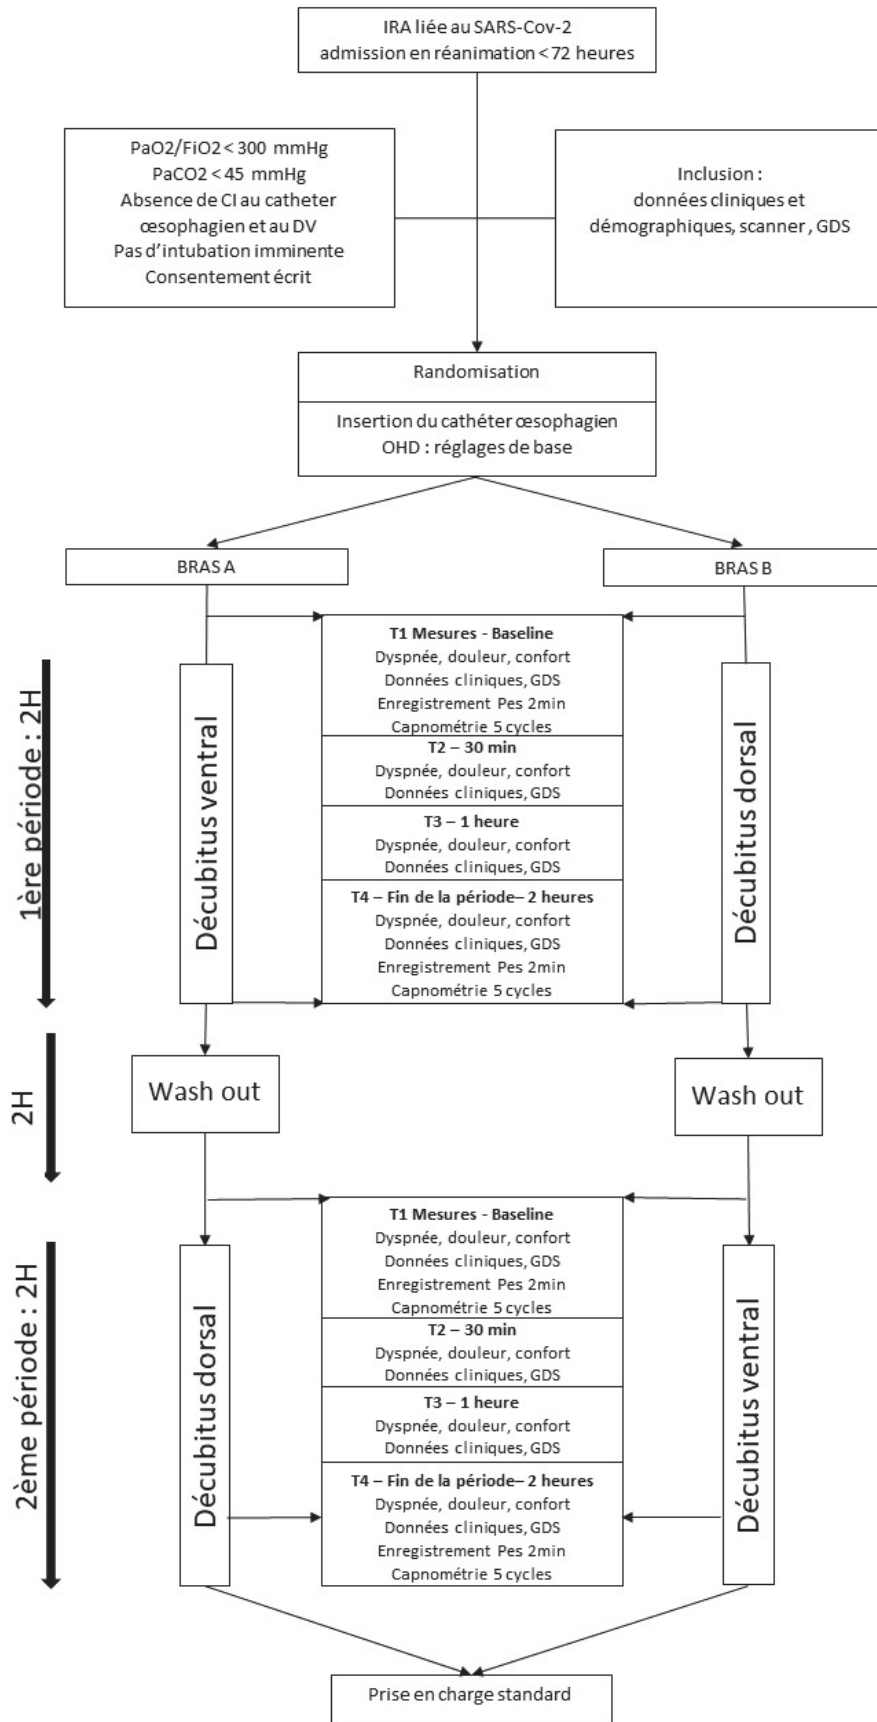 IRA liée au SARS-Cov-2
admission en réanimation < 72 heures
PaO2/FiO2 < 300 mmHg
PaCO2 < 45 mmHg
Absence de CI au catheter
œsophagien et au DV
Pas d'intubation imminente
Consentement écrit
Inclusion :
données cliniques et
démographiques, scanner , GDS
Randomisation
Insertion du cathéter œsophagien
OHD : réglages de base
BRAS A
BRAS B
1ère période : 2H
Décubitus ventral
T1 Mesures - Baseline
Dyspnée, douleur, confort
Données cliniques, GDS
Enregistrement Pes 2min
Capnométrie 5 cycles
T2 – 30 min
Dyspnée, douleur, confort
Données cliniques, GDS
T3 – 1 heure
Dyspnée, douleur, confort
Données cliniques, GDS
T4 – Fin de la période– 2 heures
Dyspnée, douleur, confort
Données cliniques, GDS
Enregistrement Pes 2min
Capnométrie 5 cycles
Décubitus dorsal
2H
Wash out
Wash out
2ème période : 2H
Décubitus dorsal
T1 Mesures - Baseline
Dyspnée, douleur, confort
Données cliniques, GDS
Enregistrement Pes 2min
Capnométrie 5 cycles
T2 – 30 min
Dyspnée, douleur, confort
Données cliniques, GDS
T3 – 1 heure
Dyspnée, douleur, confort
Données cliniques, GDS
T4 – Fin de la période– 2 heures
Dyspnée, douleur, confort
Données cliniques, GDS
Enregistrement Pes 2min
Capnométrie 5 cycles
Décubitus ventral
Prise en charge standard